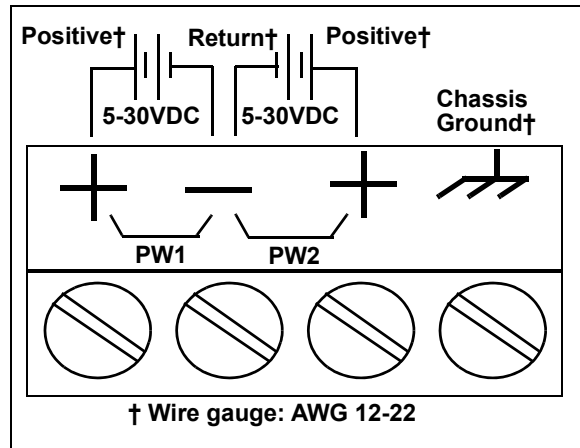 Positive† Return† Positive†
5-30VDC 5-30VDC
Chassis
Ground†
PW1 PW2
† Wire gauge: AWG 12-22